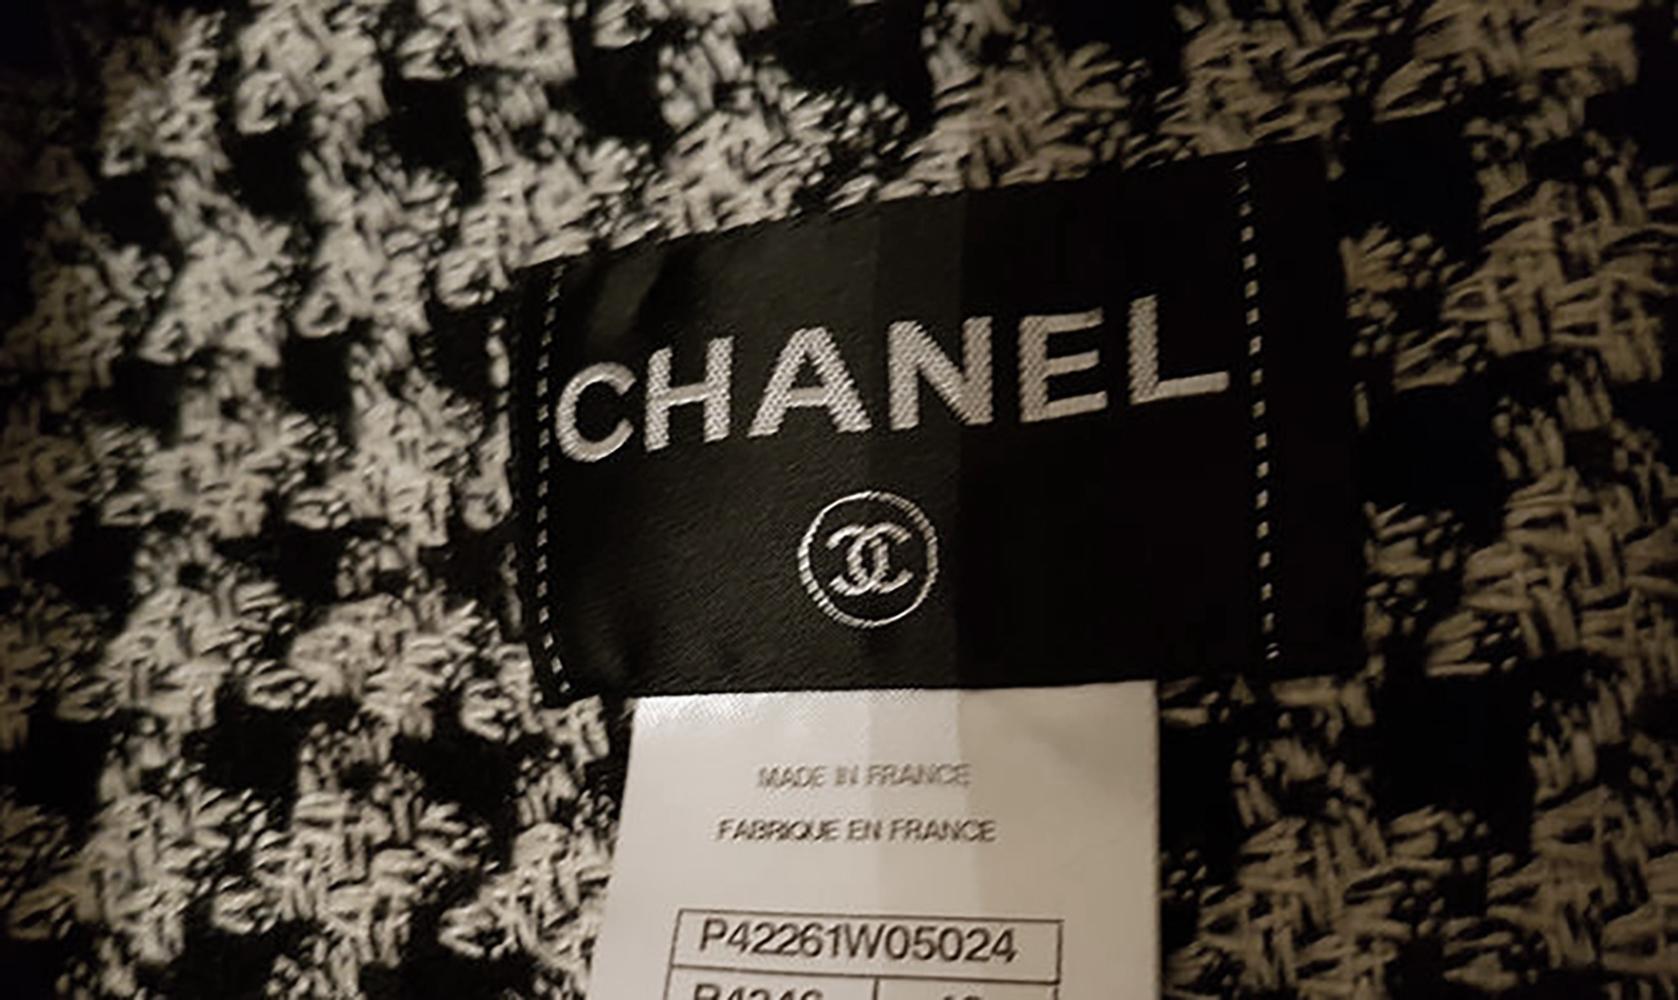 CHANEL
MADE IN FRANCE
FABRIQUE EN FRANCE
P42261W05024